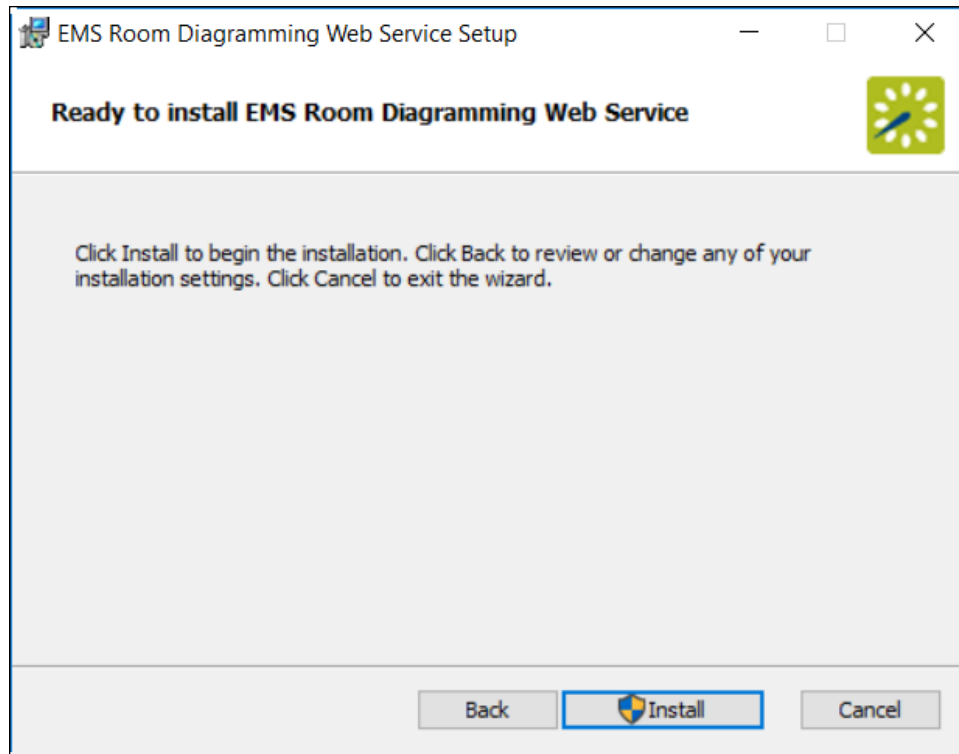 EMS Room Diagramming Web Service Setup
Ready to install EMS Room Diagramming Web Service
Click Install to begin the installation. Click Back to review or change any of your
installation settings. Click Cancel to exit the wizard.
Back
Install
Cancel